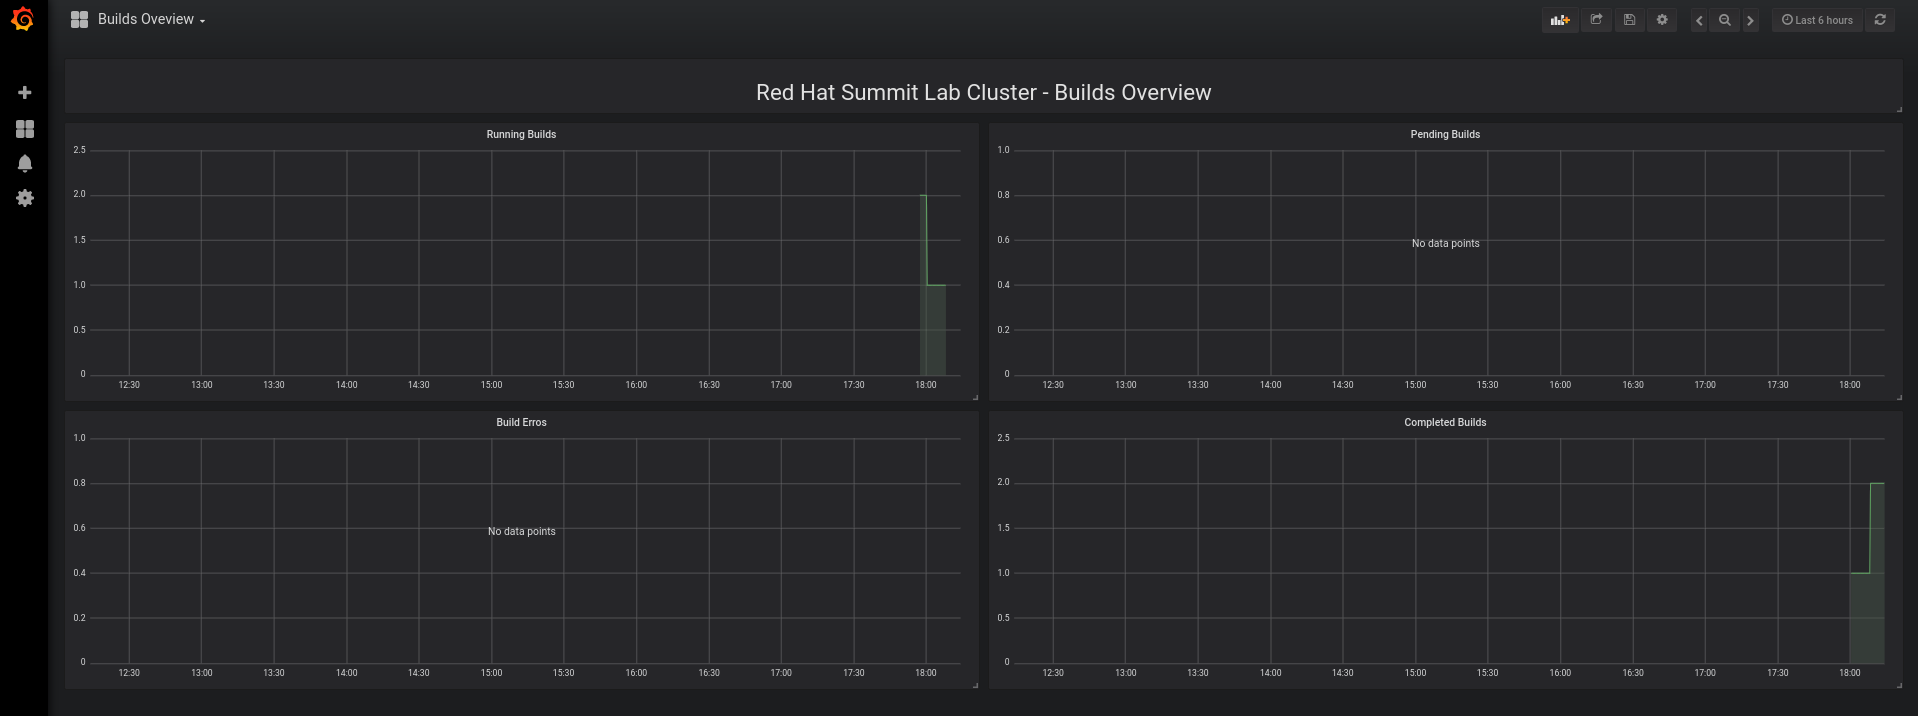 Builds Oveview
Last 6 hours
Red Hat Summit Lab Cluster - Builds Overview
Running Builds
2.5
2.0
1.5
1.0
0.5
0
12:30 13:00 13:30 14:00 14:30 15:00 15:30 16:00 16:30 17:00 17:30 18:00
Pending Builds
1.0
0.8
0.6
No data points
0.4
0.2
0
12:30 13:00 13:30 14:00 14:30 15:00 15:30 16:00 16:30 17:00 17:30 18:00
Build Erros
1.0
0.8
0.6
No data points
0.4
0.2
0
12:30 13:00 13:30 14:00 14:30 15:00 15:30 16:00 16:30 17:00 17:30 18:00
Completed Builds
2.5
2.0
1.5
1.0
0.5
0
12:30 13:00 13:30 14:00 14:30 15:00 15:30 16:00 16:30 17:00 17:30 18:00